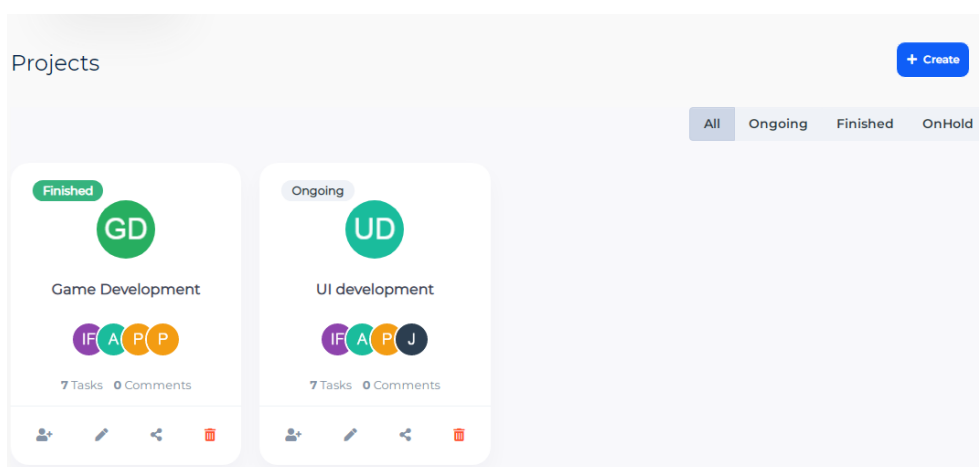 Projects
+ Create
All Ongoing Finished OnHold
Finished
GD
Game Development
IF A P P
7 Tasks 0 Comments
Ongoing
UD
UI development
IF A P J
7 Tasks 0 Comments